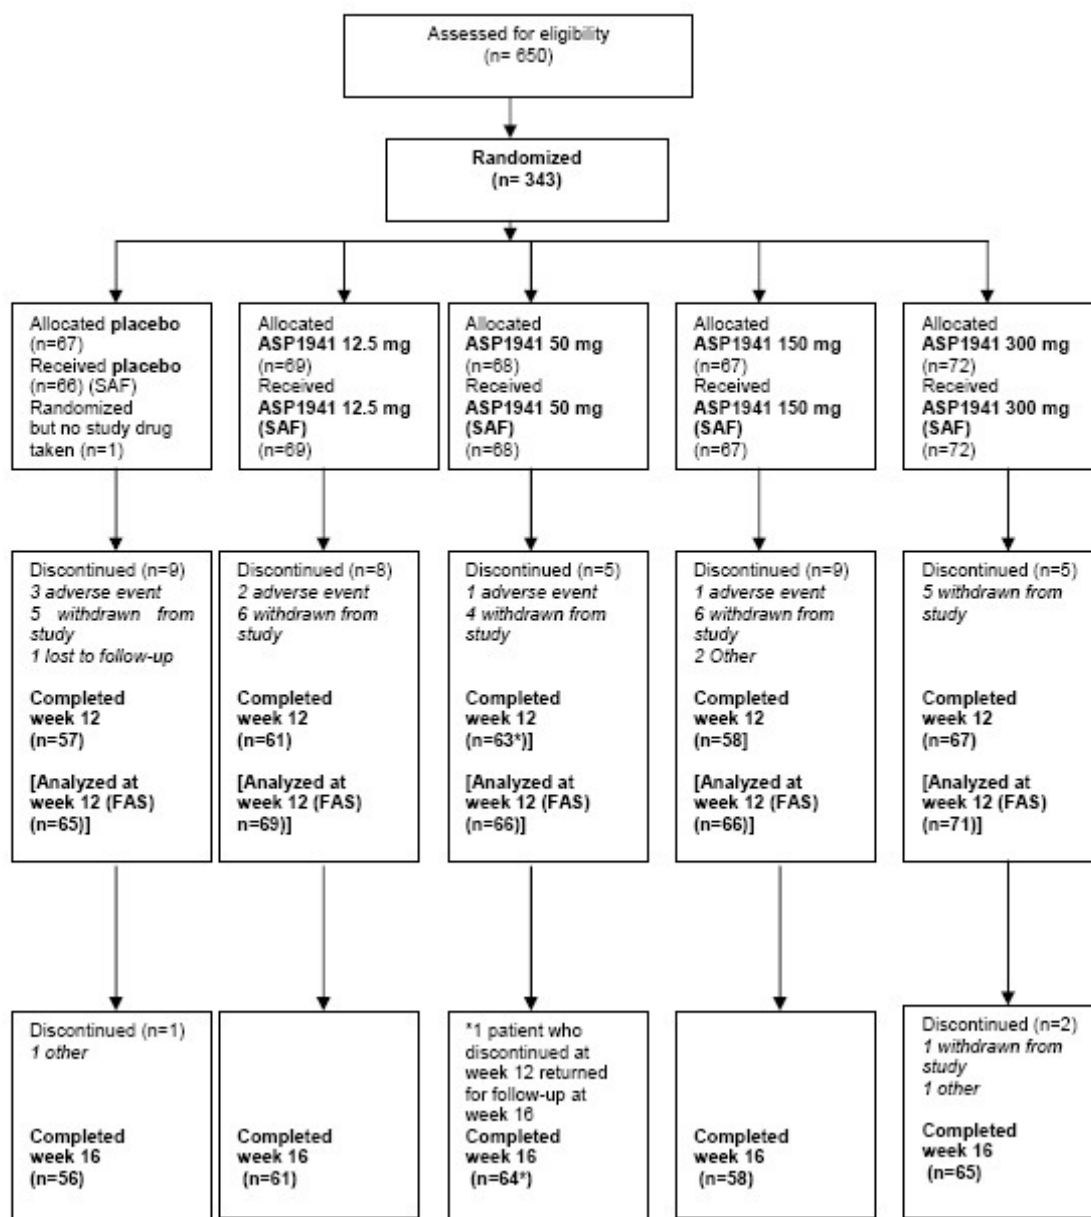 Assessed for eligibility
(n= 650)
Randomized
(n= 343)
Allocated placebo
(n=67)
Received placebo
(n=66) (SAF)
Randomized
but no study drug
taken (n=1)
Allocated
ASP1941 12.5 mg
(n=69)
Received
ASP1941 12.5 mg
(SAF)
(n=69)
Allocated
ASP1941 50 mg
(n=68)
Received
ASP1941 50 mg
(SAF)
(n=68)
Allocated
ASP1941 150 mg
(n=67)
Received
ASP1941 150 mg
(SAF)
(n=67)
Allocated
ASP1941 300 mg
(n=72)
Received
ASP1941 300 mg
(SAF)
(n=72)
Discontinued (n=9)
3 adverse event
5 withdrawn from
study
1 lost to follow-up
Completed
week 12
(n=57)
[Analyzed at
week 12 (FAS)
(n=65)]
Discontinued (n=8)
2 adverse event
6 withdrawn from
study
Completed
week 12
(n=61)
[Analyzed at
week 12 (FAS)
n=69)]
Discontinued (n=5)
1 adverse event
4 withdrawn from
study
Completed
week 12
(n=63*)]
[Analyzed at
week 12 (FAS)
(n=66)]
Discontinued (n=9)
1 adverse event
6 withdrawn from
study
2 Other
Completed
week 12
(n=58]
[Analyzed at
week 12 (FAS)
(n=66)]
Discontinued (n=5)
5 withdrawn from
study
Completed
week 12
(n=67)
[Analyzed at
week 12 (FAS)
(n=71)]
Discontinued (n=1)
1 other
Completed
week 16
(n=56)
Completed
week 16
(n=61)
*1 patient who
discontinued at
week 12 returned
for follow-up at
week 16
Completed
week 16
(n=64*)
Completed
week 16
(n=58)
Discontinued (n=2)
1 withdrawn from
study
1 other
Completed
week 16
(n=65)